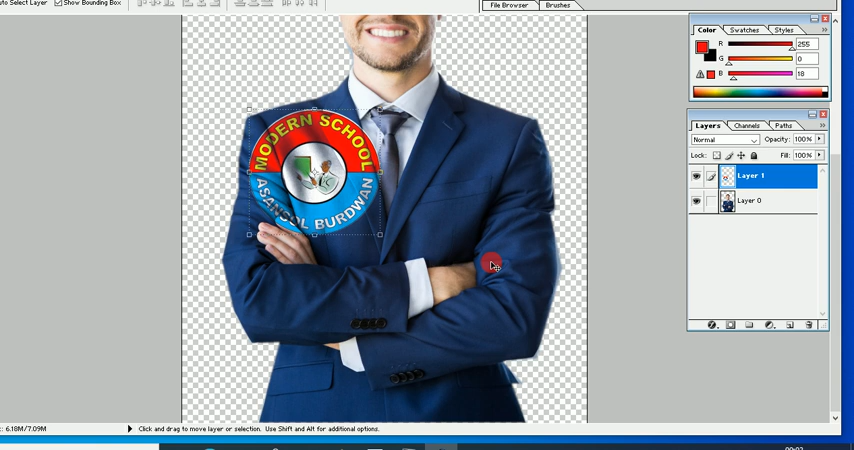 to Select Layer Show Bounding Box
File Browser Brushes
Color Swatches Styles
R 255
G 0
B 18
Layers Channels Paths
Normal Opacity: 100%
Lock: Fill: 100%
Layer 1
Layer 0
MODERN SCHOOL
ASANSOL BURDWAN
6.18M/7.09M
Click and drag to move layer or selection. Use Shift and Alt for additional options.